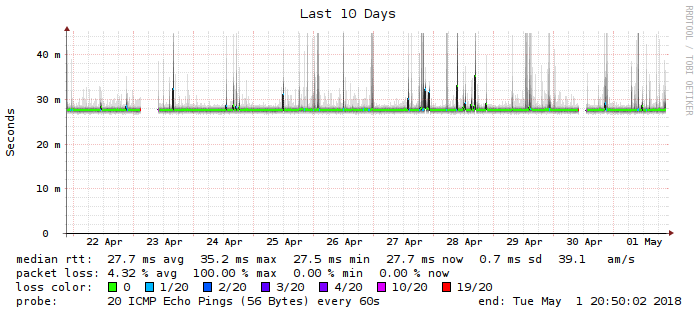 Last 10 Days
RRDTOOL / TOBI OETIKER
Seconds
40 m
30 m
20 m
10 m
0
22 Apr 23 Apr 24 Apr 25 Apr 26 Apr 27 Apr 28 Apr 29 Apr 30 Apr 01 May
median rtt: 27.7 ms avg 35.2 ms max 27.5 ms min 27.7 ms now 0.7 ms sd 39.1 am/s
packet loss: 4.32 % avg 100.00 % max 0.00 % min 0.00 % now
loss color: 0 1/20 2/20 3/20 4/20 10/20 19/20
probe: 20 ICMP Echo Pings (56 Bytes) every 60s end: Tue May 1 20:50:02 2018